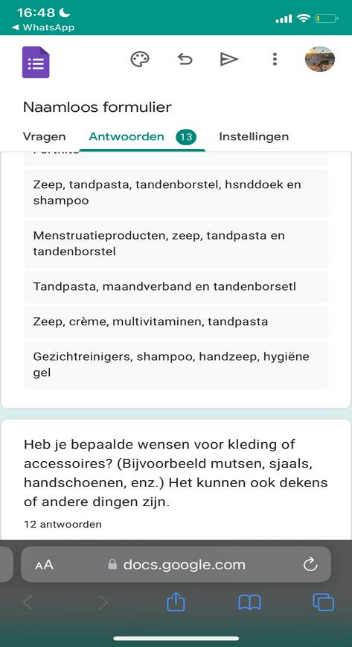 16:48
◄ WhatsApp
Naamloos formulier
Vragen
Antwoorden 13
Instellingen
Zeep, tandpasta, tandenborstel, hsnddoek en
shampoo
Menstruatieproducten, zeep, tandpasta en
tandenborstel
Tandpasta, maandverband en tandenborsetl
Zeep, crème, multivitaminen, tandpasta
Gezichtreinigers, shampoo, handzeep, hygiëne
gel
Heb je bepaalde wensen voor kleding of
accessoires? (Bijvoorbeeld mutsen, sjaals,
handschoenen, enz.) Het kunnen ook dekens
of andere dingen zijn.
12 antwoorden
AA
docs.google.com